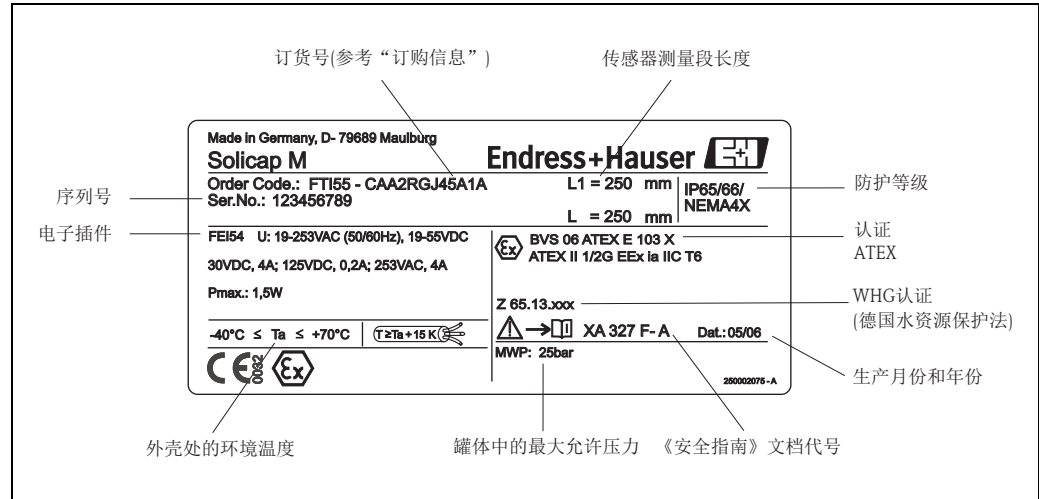 订货号(参考“订购信息”)
传感器测量段长度
Made in Germany, D- 79689 Maulburg
Solicap M
Endress+Hauser
序列号
Order Code.: FTI55 - CAA2RGJ45A1A
Ser.No.: 123456789
L1 = 250 mm
L = 250 mm
IP65/66/
NEMA4X
防护等级
电子插件
FEI54 U: 19-253VAC (50/60Hz), 19-55VDC
30VDC, 4A; 125VDC, 0,2A; 253VAC, 4A
Pmax.: 1,5W
Ex
BVS 06 ATEX E 103 X
ATEX II 1/2G EEx ia IIC T6
认证
ATEX
Z 65.13.xxx
WHG认证
(德国水资源保护法)
-40°C ≤ Ta ≤ +70°C
T≥Ta+15 K
XA 327 F- A
Dat.: 05/06
MWP: 25bar
CE
0032
Ex
250002075 - A
生产月份和年份
外壳处的环境温度
罐体中的最大允许压力
《安全指南》文档代号